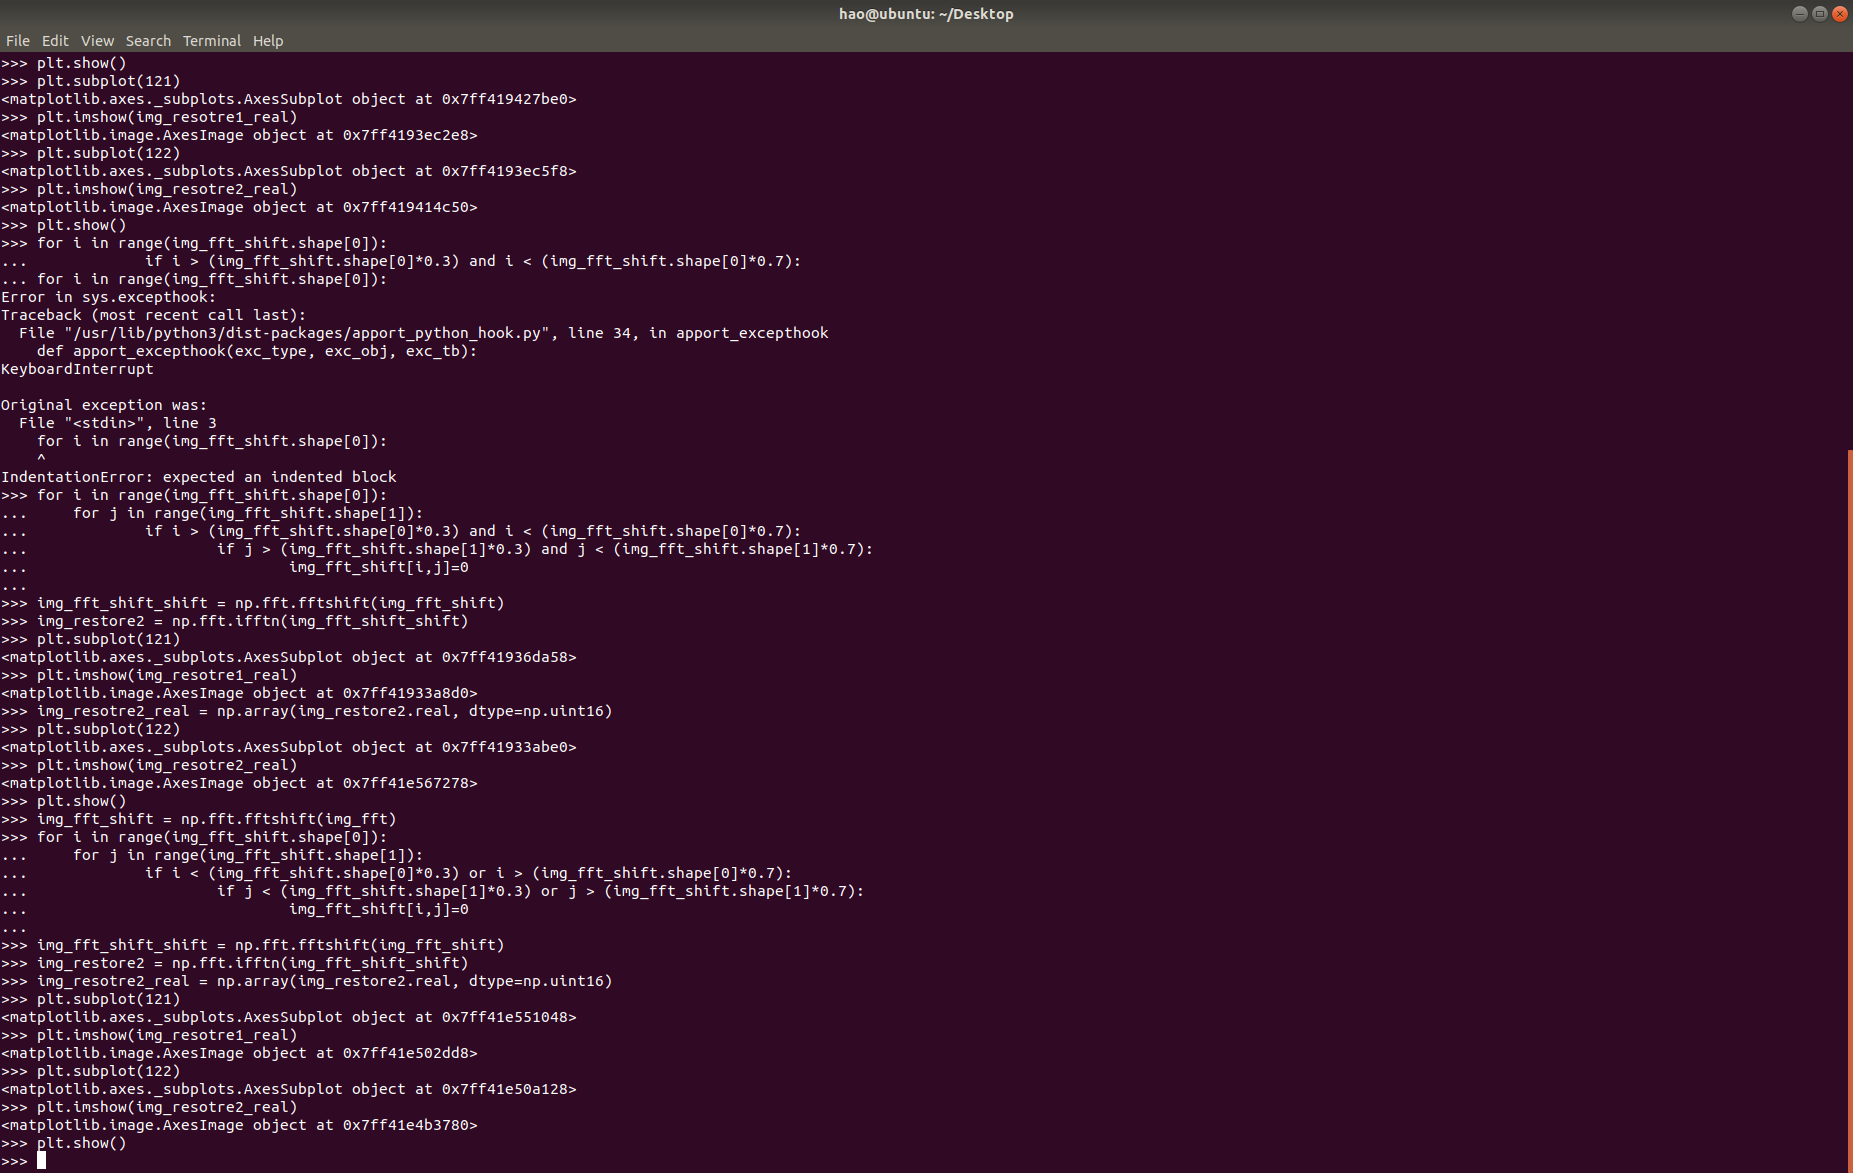 hao@ubuntu: ~/Desktop
File Edit View Search Terminal Help
>>> plt.show()
>>> plt.subplot(121)
<matplotlib.axes._subplots.AxesSubplot object at 0x7ff419427be0>
>>> plt.imshow(img_resotre1_real)
<matplotlib.image.AxesImage object at 0x7ff4193ec2e8>
>>> plt.subplot(122)
<matplotlib.axes._subplots.AxesSubplot object at 0x7ff4193ec5f8>
>>> plt.imshow(img_resotre2_real)
<matplotlib.image.AxesImage object at 0x7ff419414c50>
>>> plt.show()
>>> for i in range(img_fft_shift.shape[0]):
...             if i > (img_fft_shift.shape[0]*0.3) and i < (img_fft_shift.shape[0]*0.7):
... for i in range(img_fft_shift.shape[0]):
Error in sys.excepthook:
Traceback (most recent call last):
  File "/usr/lib/python3/dist-packages/apport_python_hook.py", line 34, in apport_excepthook
    def apport_excepthook(exc_type, exc_obj, exc_tb):
KeyboardInterrupt

Original exception was:
  File "<stdin>", line 3
    for i in range(img_fft_shift.shape[0]):
    ^
IndentationError: expected an indented block
>>> for i in range(img_fft_shift.shape[0]):
...     for j in range(img_fft_shift.shape[1]):
...             if i > (img_fft_shift.shape[0]*0.3) and i < (img_fft_shift.shape[0]*0.7):
...                     if j > (img_fft_shift.shape[1]*0.3) and j < (img_fft_shift.shape[1]*0.7):
...                             img_fft_shift[i,j]=0
...
>>> img_fft_shift_shift = np.fft.fftshift(img_fft_shift)
>>> img_restore2 = np.fft.ifftn(img_fft_shift_shift)
>>> plt.subplot(121)
<matplotlib.axes._subplots.AxesSubplot object at 0x7ff41936da58>
>>> plt.imshow(img_resotre1_real)
<matplotlib.image.AxesImage object at 0x7ff41933a8d0>
>>> img_resotre2_real = np.array(img_restore2.real, dtype=np.uint16)
>>> plt.subplot(122)
<matplotlib.axes._subplots.AxesSubplot object at 0x7ff41933abe0>
>>> plt.imshow(img_resotre2_real)
<matplotlib.image.AxesImage object at 0x7ff41e567278>
>>> plt.show()
>>> img_fft_shift = np.fft.fftshift(img_fft)
>>> for i in range(img_fft_shift.shape[0]):
...     for j in range(img_fft_shift.shape[1]):
...             if i < (img_fft_shift.shape[0]*0.3) or i > (img_fft_shift.shape[0]*0.7):
...                     if j < (img_fft_shift.shape[1]*0.3) or j > (img_fft_shift.shape[1]*0.7):
...                             img_fft_shift[i,j]=0
...
>>> img_fft_shift_shift = np.fft.fftshift(img_fft_shift)
>>> img_restore2 = np.fft.ifftn(img_fft_shift_shift)
>>> img_resotre2_real = np.array(img_restore2.real, dtype=np.uint16)
>>> plt.subplot(121)
<matplotlib.axes._subplots.AxesSubplot object at 0x7ff41e551048>
>>> plt.imshow(img_resotre1_real)
<matplotlib.image.AxesImage object at 0x7ff41e502dd8>
>>> plt.subplot(122)
<matplotlib.axes._subplots.AxesSubplot object at 0x7ff41e50a128>
>>> plt.imshow(img_resotre2_real)
<matplotlib.image.AxesImage object at 0x7ff41e4b3780>
>>> plt.show()
>>>